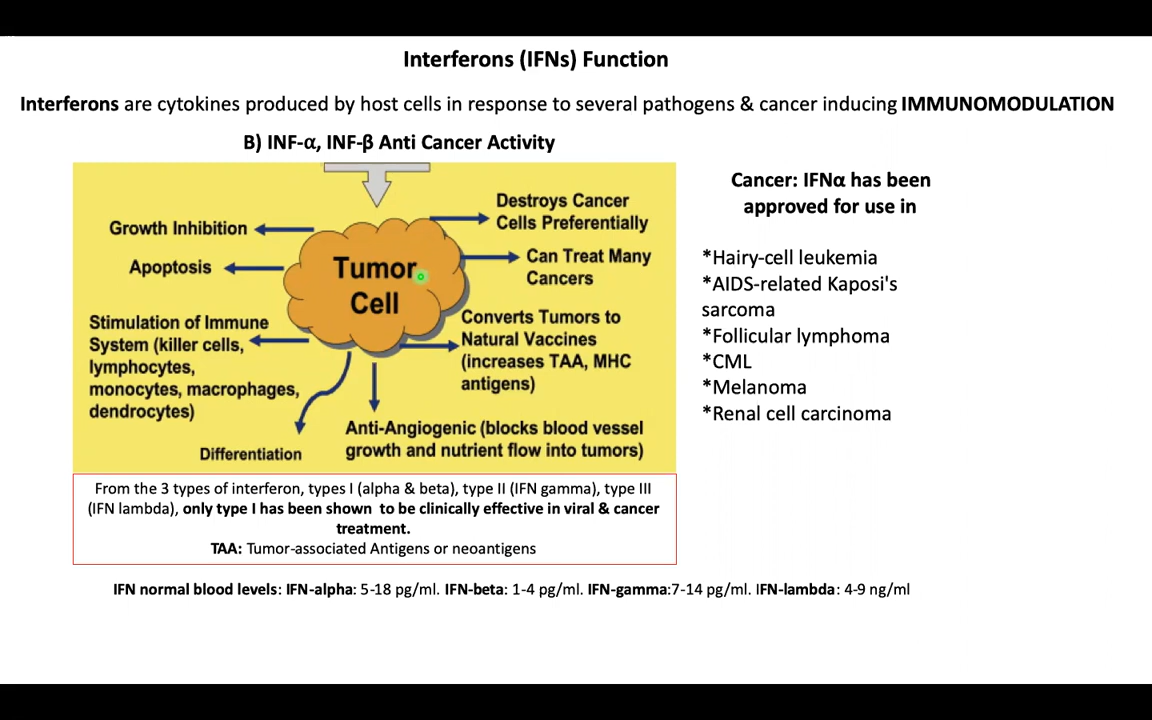 Interferons (IFNs) Function
Interferons are cytokines produced by host cells in response to several pathogens & cancer inducing IMMUNOMODULATION
B) INF-α, INF-β Anti Cancer Activity
Growth Inhibition
Apoptosis
Stimulation of Immune
System (killer cells,
lymphocytes,
monocytes, macrophages,
dendrocytes)
Differentiation
Tumor
Cell
Destroys Cancer
Cells Preferentially
Can Treat Many
Cancers
Converts Tumors to
Natural Vaccines
(increases TAA, MHC
antigens)
Anti-Angiogenic (blocks blood vessel
growth and nutrient flow into tumors)
Cancer: IFNα has been
approved for use in
*Hairy-cell leukemia
*AIDS-related Kaposi's
sarcoma
*Follicular lymphoma
*CML
*Melanoma
*Renal cell carcinoma
From the 3 types of interferon, types I (alpha & beta), type II (IFN gamma), type III
(IFN lambda), only type I has been shown to be clinically effective in viral & cancer
treatment.
TAA: Tumor-associated Antigens or neoantigens
IFN normal blood levels: IFN-alpha: 5-18 pg/ml. IFN-beta: 1-4 pg/ml. IFN-gamma:7-14 pg/ml. IFN-lambda: 4-9 ng/ml